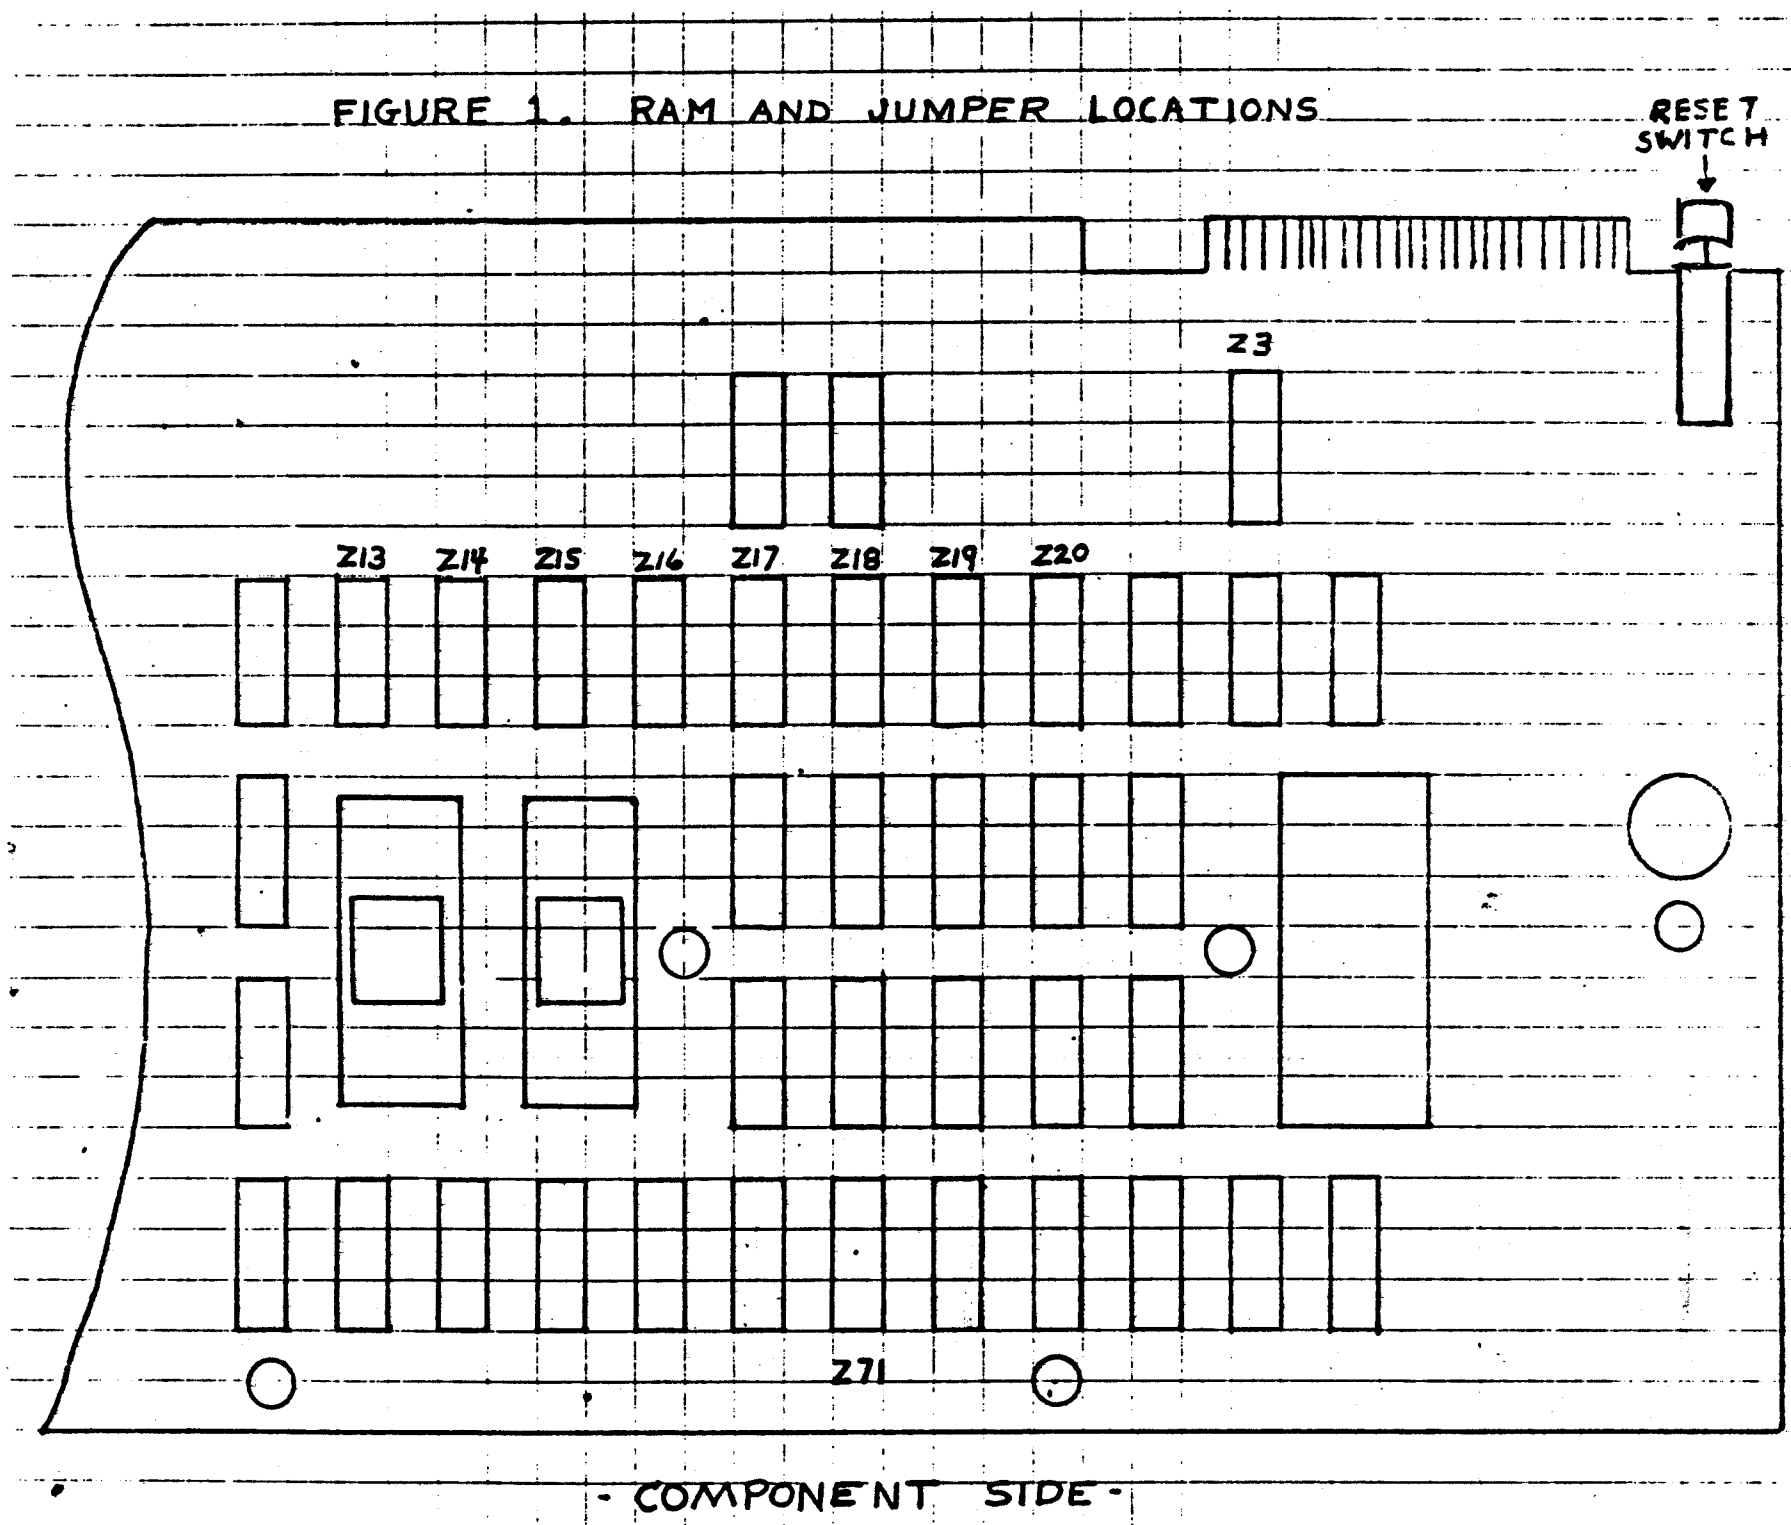 FIGURE 1. RAM AND JUMPER LOCATIONS
RESET
SWITCH
Z3
Z13 Z14 Z15 Z16 Z17 Z18 Z19 Z20
Z71
- COMPONENT SIDE -